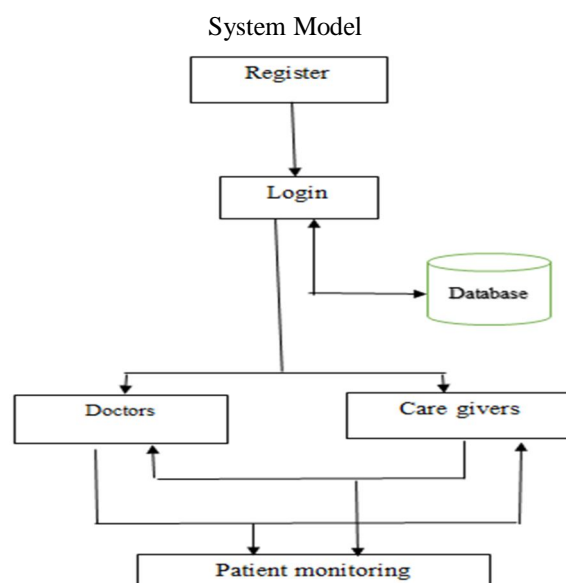 System Model
Register
Login
Database
Doctors
Care givers
Patient monitoring